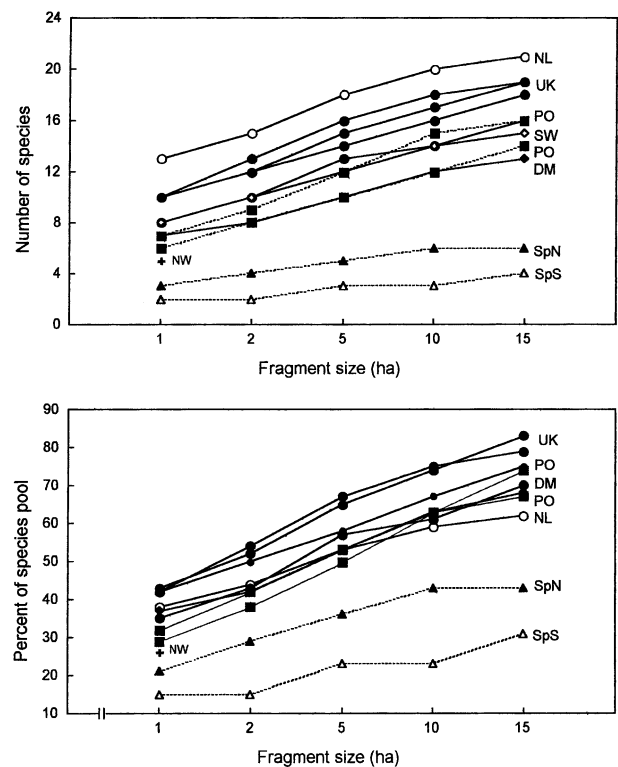 24
20
16
12
8
4
0
Number of species
NL
UK
PO
SW
PO
DM
NW
SpN
SpS
1 2 5 10 15
Fragment size (ha)
90
80
70
60
50
40
30
20
10
Percent of species pool
UK
PO
DM
PO
NL
SpN
NW
SpS
1 2 5 10 15
Fragment size (ha)